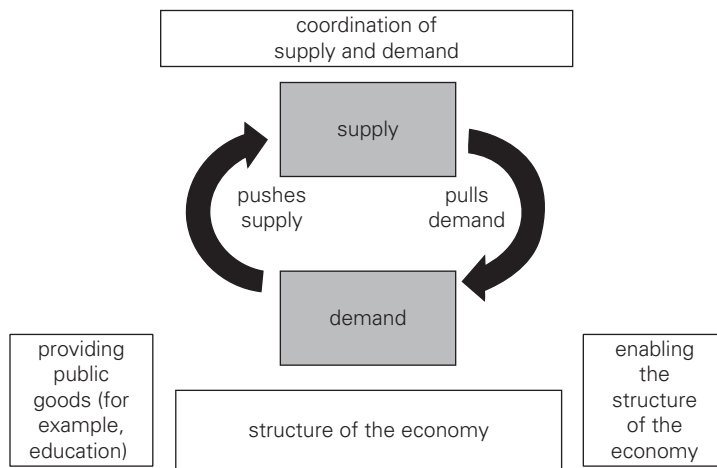 coordination of
supply and demand
supply
pushes
supply
pulls
demand
demand
providing
public
goods (for
example,
education)
structure of the economy
enabling
the
structure
of the
economy